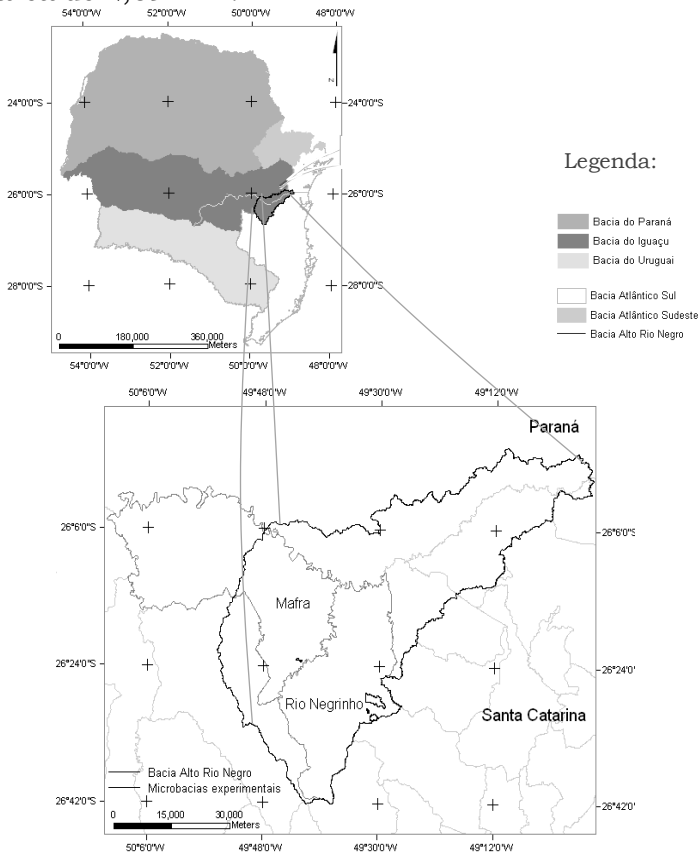 54°0'0"W 52°0'0"W 50°0'0"W 48°0'0"W
N
24°0'0"S 24°0'0"S
26°0'0"S 26°0'0"S
28°0'0"S 28°0'0"S
0 180,000 360,000
Meters
54°0'0"W 52°0'0"W 50°0'0"W 48°0'0"W
Legenda:
Bacia do Paraná
Bacia do Iguaçu
Bacia do Uruguai
Bacia Atlântico Sul
Bacia Atlântico Sudeste
Bacia Alto Rio Negro
50°6'0"W 49°48'0"W 49°30'0"W 49°12'0"W
Paraná
26°6'0"S 26°6'0"S
Mafra
26°24'0"S 26°24'0"
Rio Negrinho
Santa Catarina
Bacia Alto Rio Negro
Microbacias experimentais
26°42'0"S 26°42'0"
0 15,000 30,000
Meters
50°6'0"W 49°48'0"W 49°30'0"W 49°12'0"W